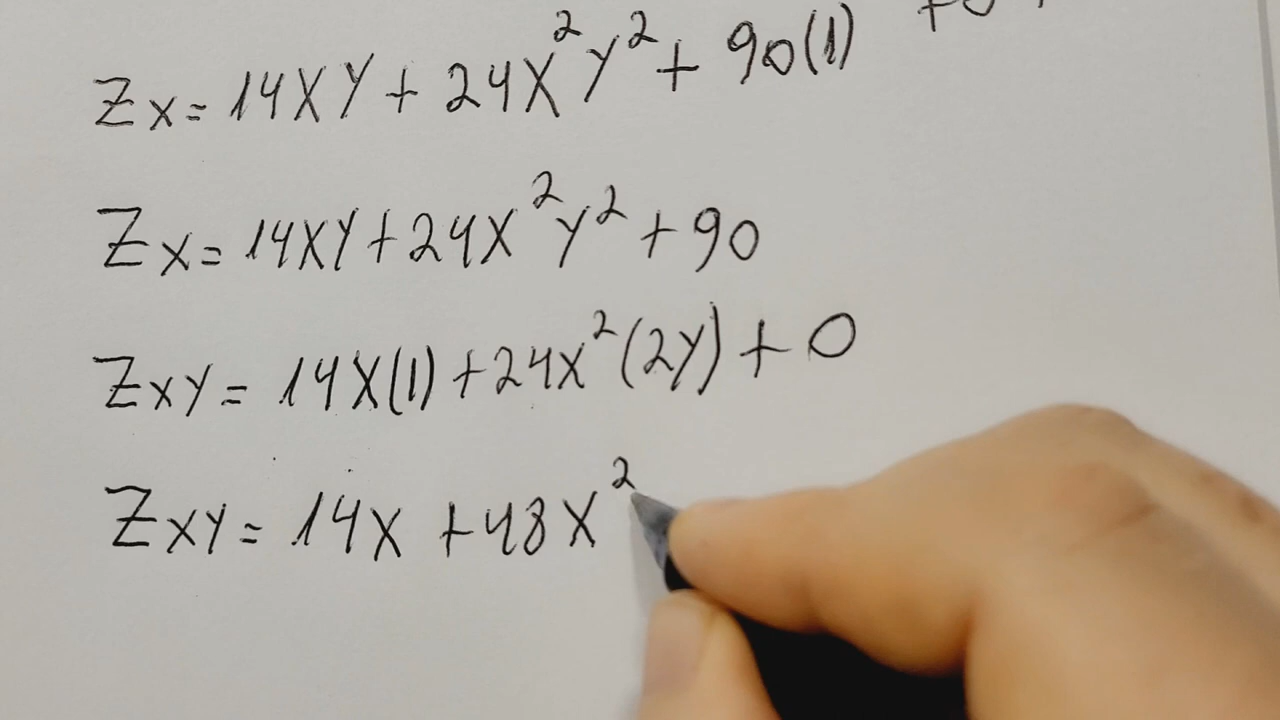 Zx = 14XY + 24X²Y² + 90(1)
Zx = 14XY + 24X²Y² + 90
Zxy = 14X(1) + 24X²(2Y) + 0
Zxy = 14X + 48X²